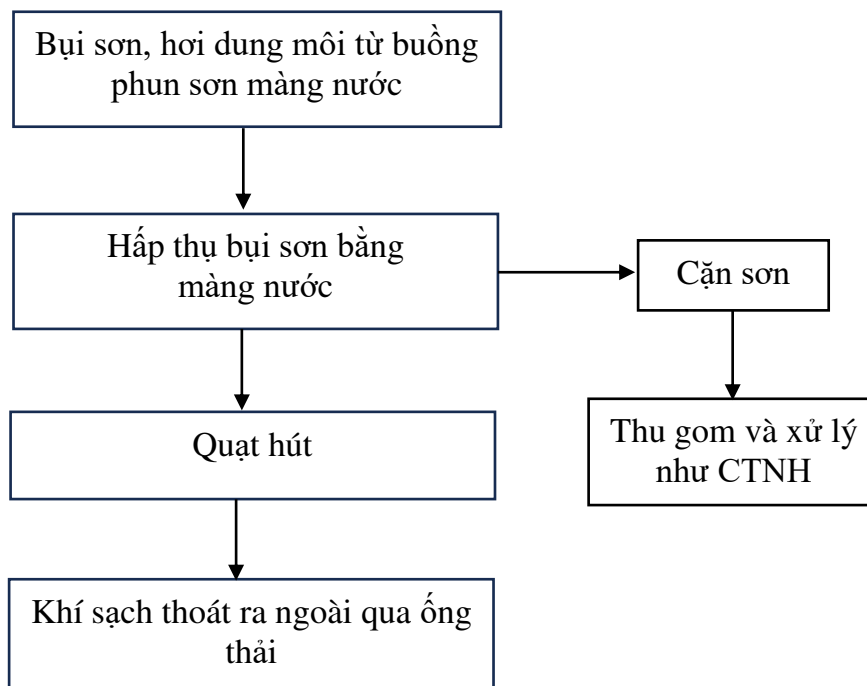 Bụi sơn, hơi dung môi từ buồng
phun sơn màng nước
Hấp thụ bụi sơn bằng
màng nước
Cặn sơn
Quạt hút
Thu gom và xử lý
như CTNH
Khí sạch thoát ra ngoài qua ống
thải